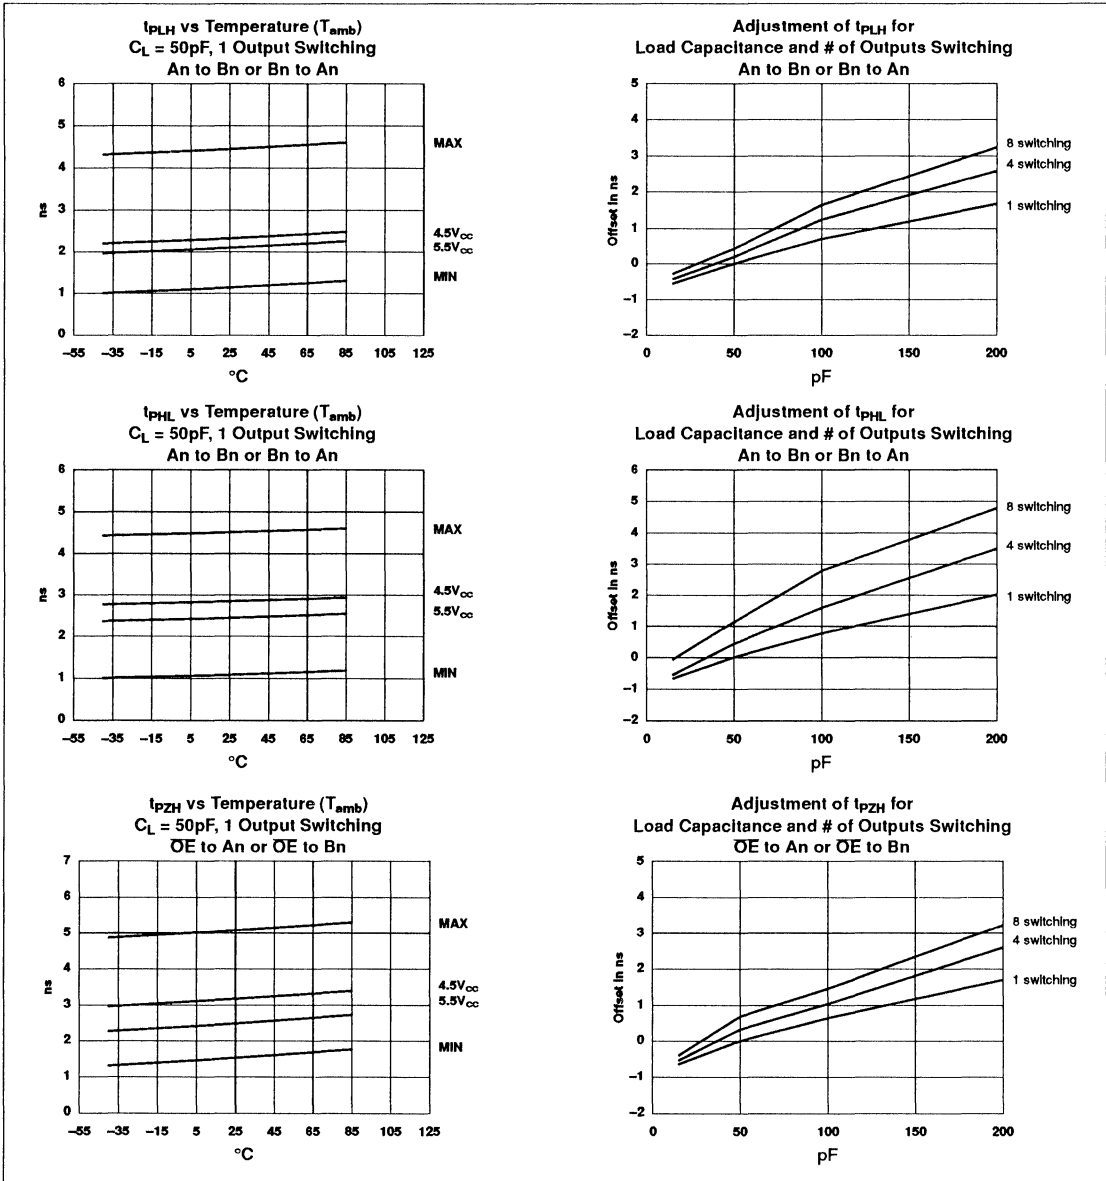 tPLH vs Temperature (Tamb)
CL = 50pF, 1 Output Switching
An to Bn or Bn to An
6
5
4
3
2
1
0
ns
MAX
4.5Vcc
5.5Vcc
MIN
–55 –35 –15 5 25 45 65 85 105 125
°C
Adjustment of tPLH for
Load Capacitance and # of Outputs Switching
An to Bn or Bn to An
5
4
3
2
1
0
–1
–2
Offset in ns
8 switching
4 switching
1 switching
0 50 100 150 200
pF
tPHL vs Temperature (Tamb)
CL = 50pF, 1 Output Switching
An to Bn or Bn to An
6
5
4
3
2
1
0
ns
MAX
4.5Vcc
5.5Vcc
MIN
–55 –35 –15 5 25 45 65 85 105 125
°C
Adjustment of tPHL for
Load Capacitance and # of Outputs Switching
An to Bn or Bn to An
6
5
4
3
2
1
0
–1
–2
Offset in ns
8 switching
4 switching
1 switching
0 50 100 150 200
pF
tPZH vs Temperature (Tamb)
CL = 50pF, 1 Output Switching
O̅E̅ to An or O̅E̅ to Bn
7
6
5
4
3
2
1
0
ns
MAX
4.5Vcc
5.5Vcc
MIN
–55 –35 –15 5 25 45 65 85 105 125
°C
Adjustment of tPZH for
Load Capacitance and # of Outputs Switching
O̅E̅ to An or O̅E̅ to Bn
5
4
3
2
1
0
–1
–2
Offset in ns
8 switching
4 switching
1 switching
0 50 100 150 200
pF